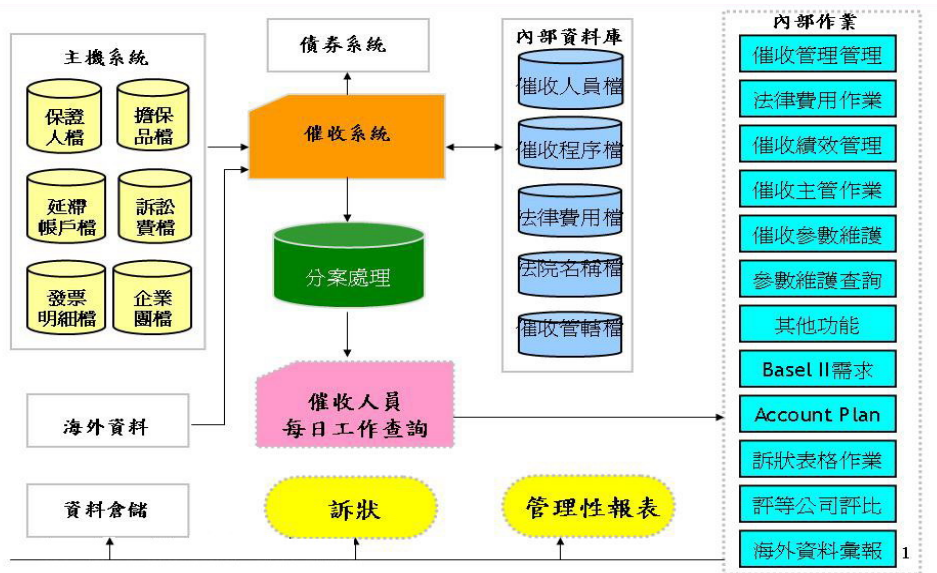 主機系統
保證
人檔
擔保
品檔
延滯
帳戶檔
訴訟
費檔
發票
明細檔
企業
團檔
海外資料
資料倉儲
債券系統
催收系統
分案處理
催收人員
每日工作查詢
訴狀
管理性報表
內部資料庫
催收人員檔
催收程序檔
法律費用檔
法院名稱檔
催收管轄檔
內部作業
催收管理管理
法律費用作業
催收績效管理
催收主管作業
催收參數維護
參數維護查詢
其他功能
Basel II需求
Account Plan
訴狀表格作業
評等公司評比
海外資料彙報
1